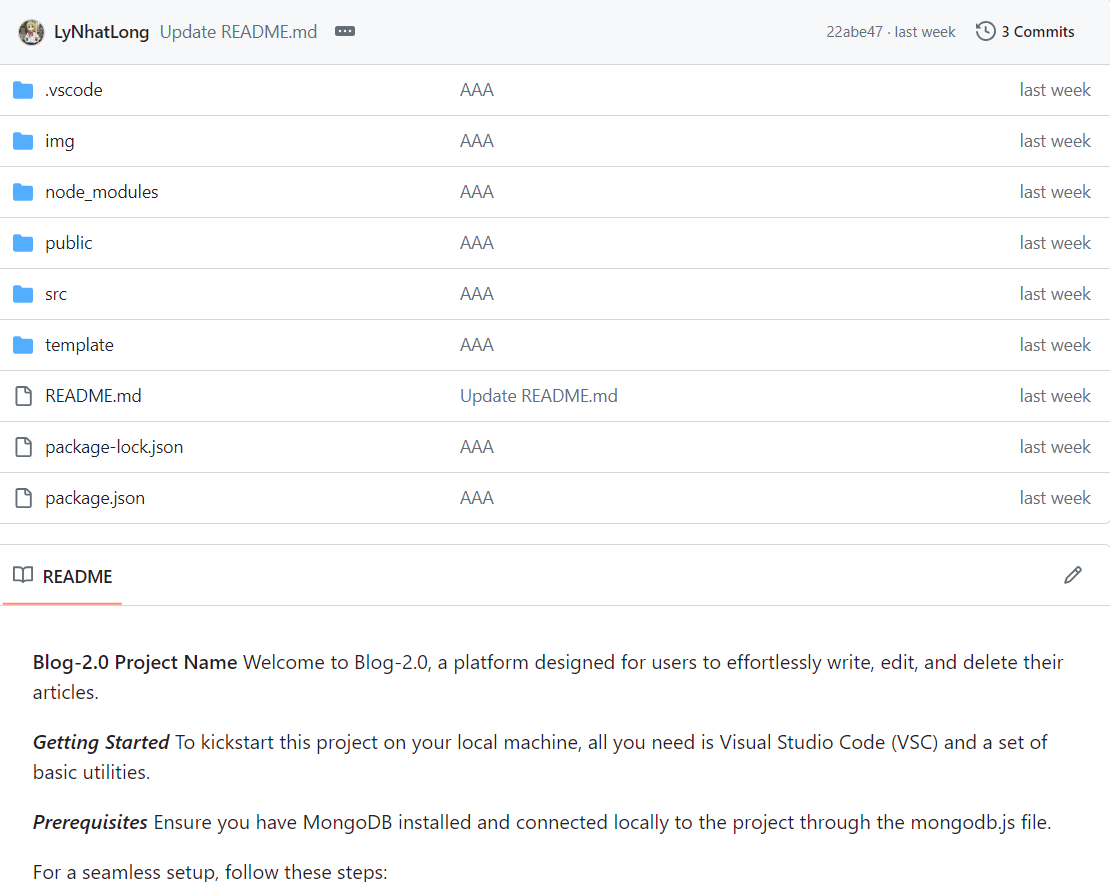 LyNhatLong Update README.md 22abe47 · last week 3 Commits
.vscode AAA last week
img AAA last week
node_modules AAA last week
public AAA last week
src AAA last week
template AAA last week
README.md Update README.md last week
package-lock.json AAA last week
package.json AAA last week
README
Blog-2.0 Project Name Welcome to Blog-2.0, a platform designed for users to effortlessly write, edit, and delete their
articles.
Getting Started To kickstart this project on your local machine, all you need is Visual Studio Code (VSC) and a set of
basic utilities.
Prerequisites Ensure you have MongoDB installed and connected locally to the project through the mongodb.js file.
For a seamless setup, follow these steps: